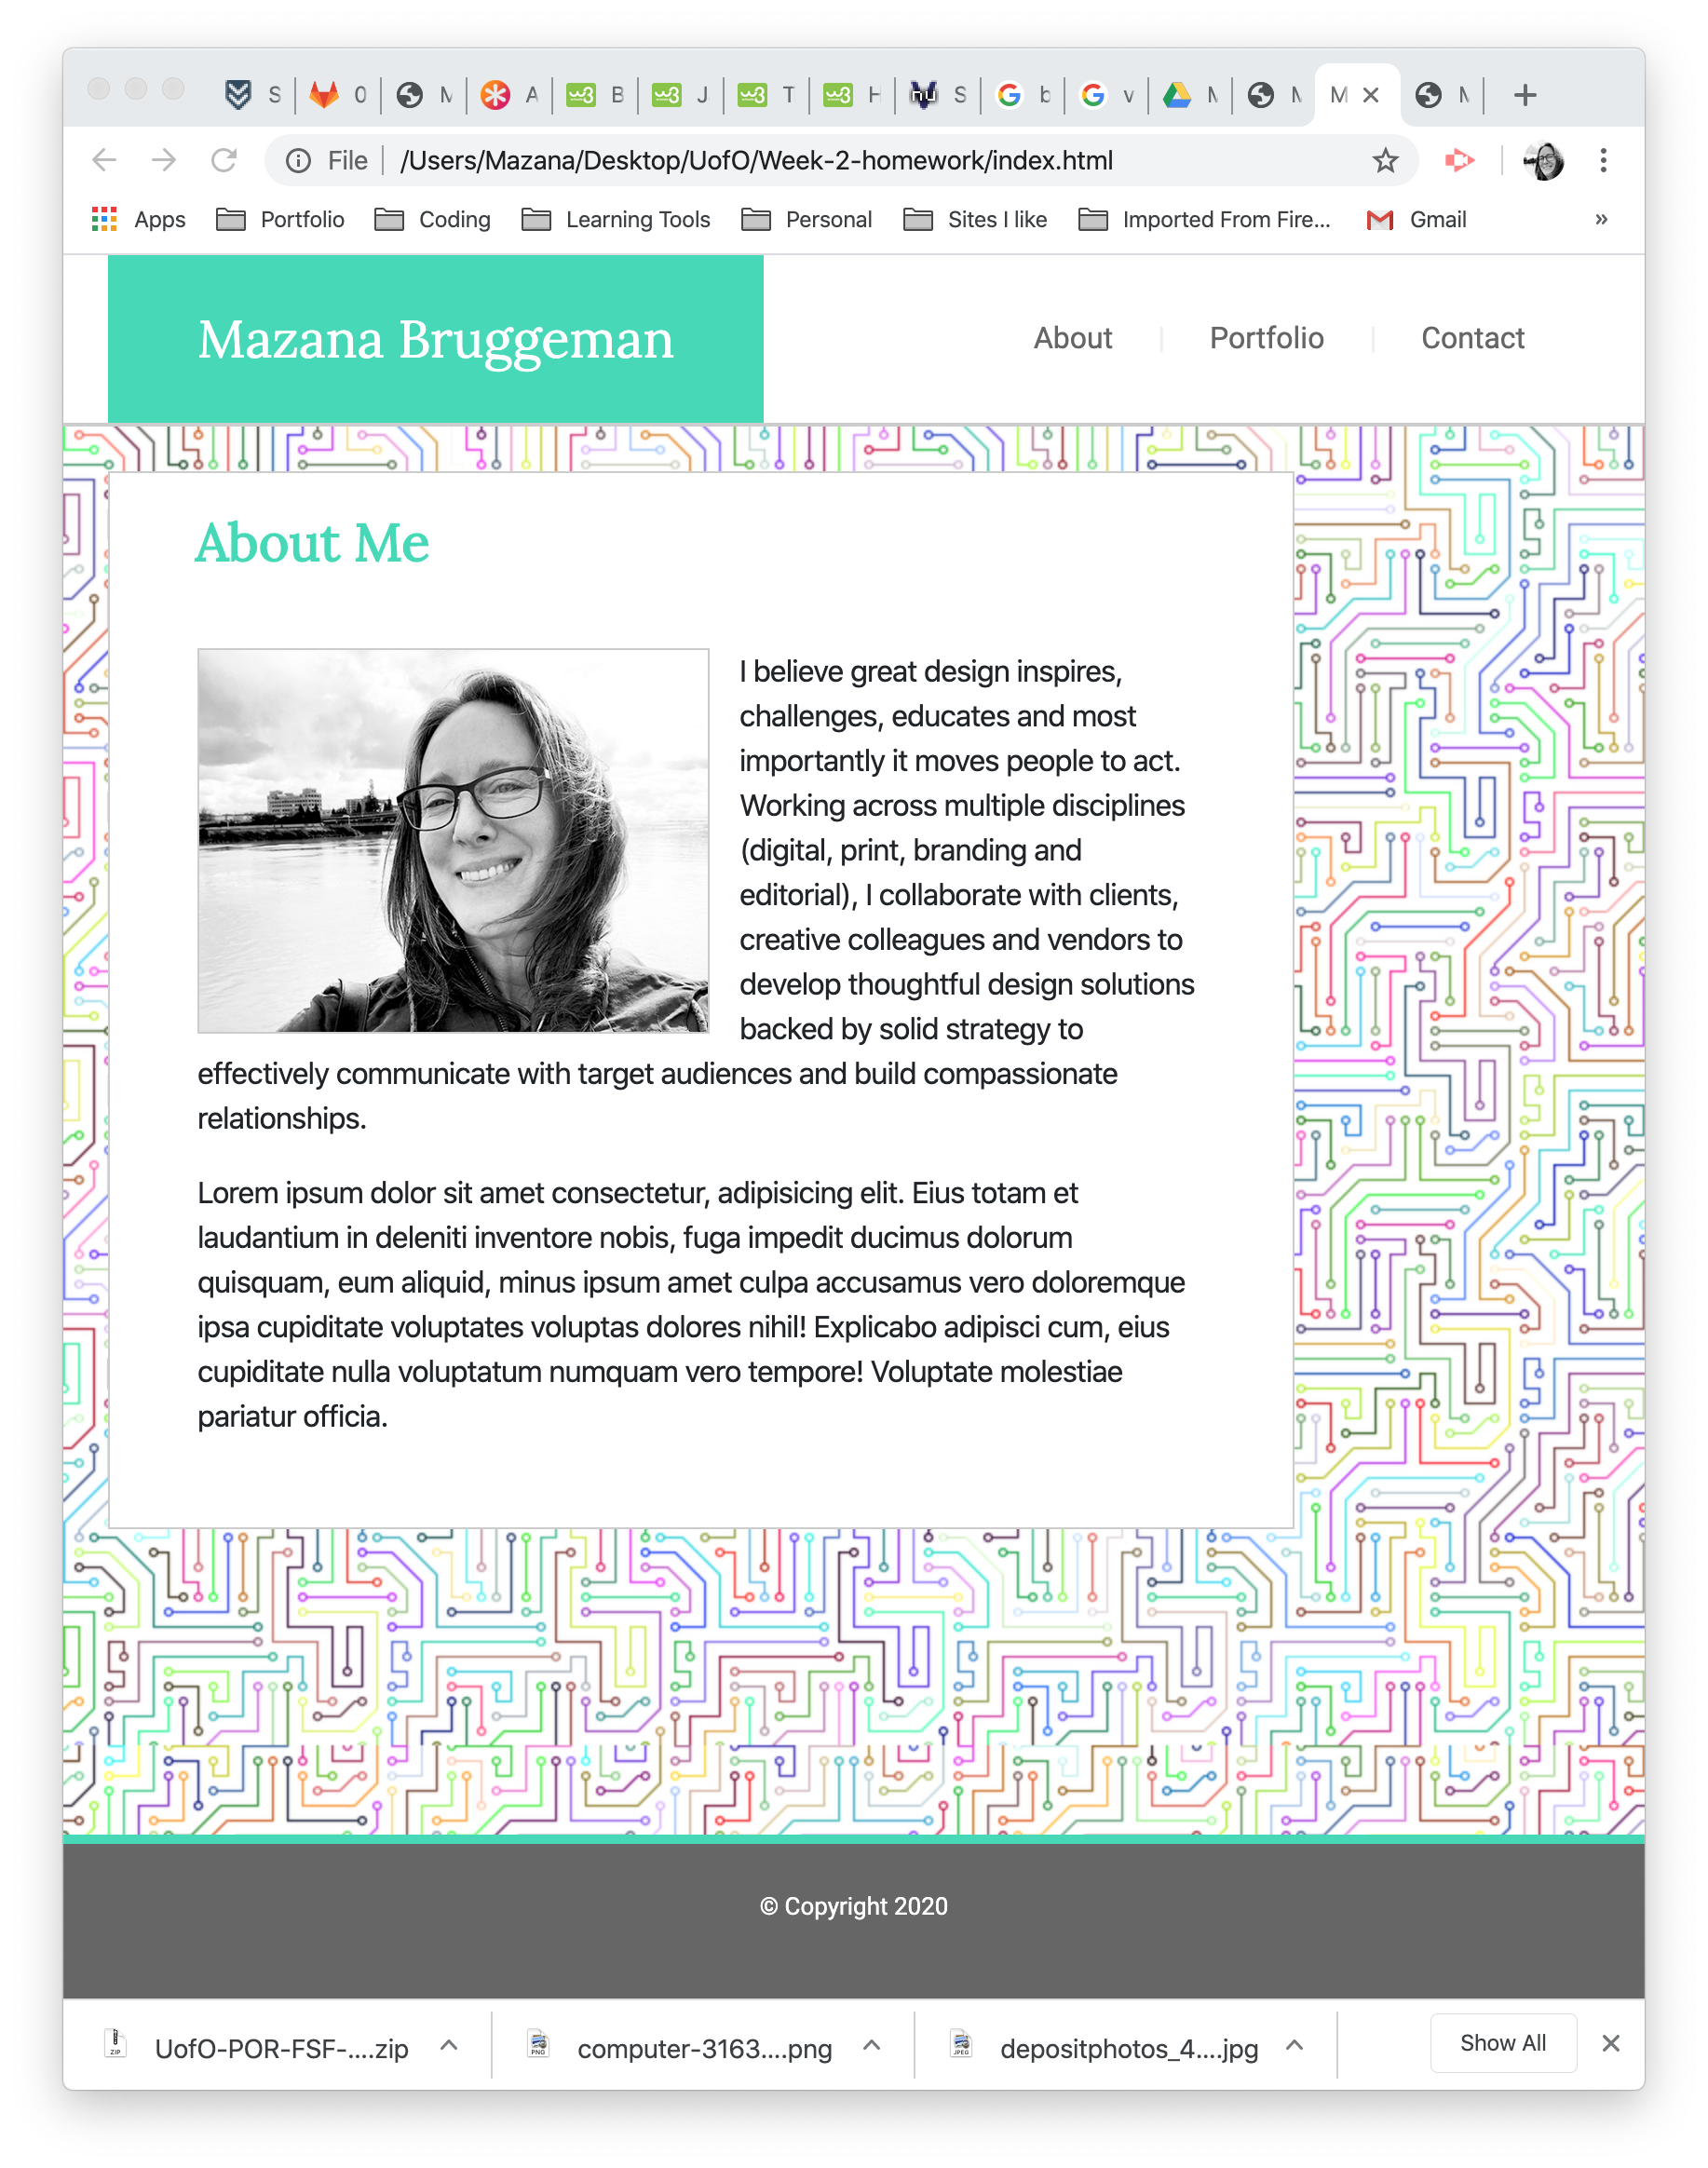 S 0 M A B J T H S b v M M M M
File /Users/Mazana/Desktop/UofO/Week-2-homework/index.html
Apps Portfolio Coding Learning Tools Personal Sites I like Imported From Fire... Gmail »
Mazana Bruggeman
About Portfolio Contact
About Me
I believe great design inspires,
challenges, educates and most
importantly it moves people to act.
Working across multiple disciplines
(digital, print, branding and
editorial), I collaborate with clients,
creative colleagues and vendors to
develop thoughtful design solutions
backed by solid strategy to
effectively communicate with target audiences and build compassionate
relationships.
Lorem ipsum dolor sit amet consectetur, adipisicing elit. Eius totam et
laudantium in deleniti inventore nobis, fuga impedit ducimus dolorum
quisquam, eum aliquid, minus ipsum amet culpa accusamus vero doloremque
ipsa cupiditate voluptates voluptas dolores nihil! Explicabo adipisci cum, eius
cupiditate nulla voluptatum numquam vero tempore! Voluptate molestiae
pariatur officia.
© Copyright 2020
UofO-POR-FSF-....zip computer-3163....png depositphotos_4....jpg Show All